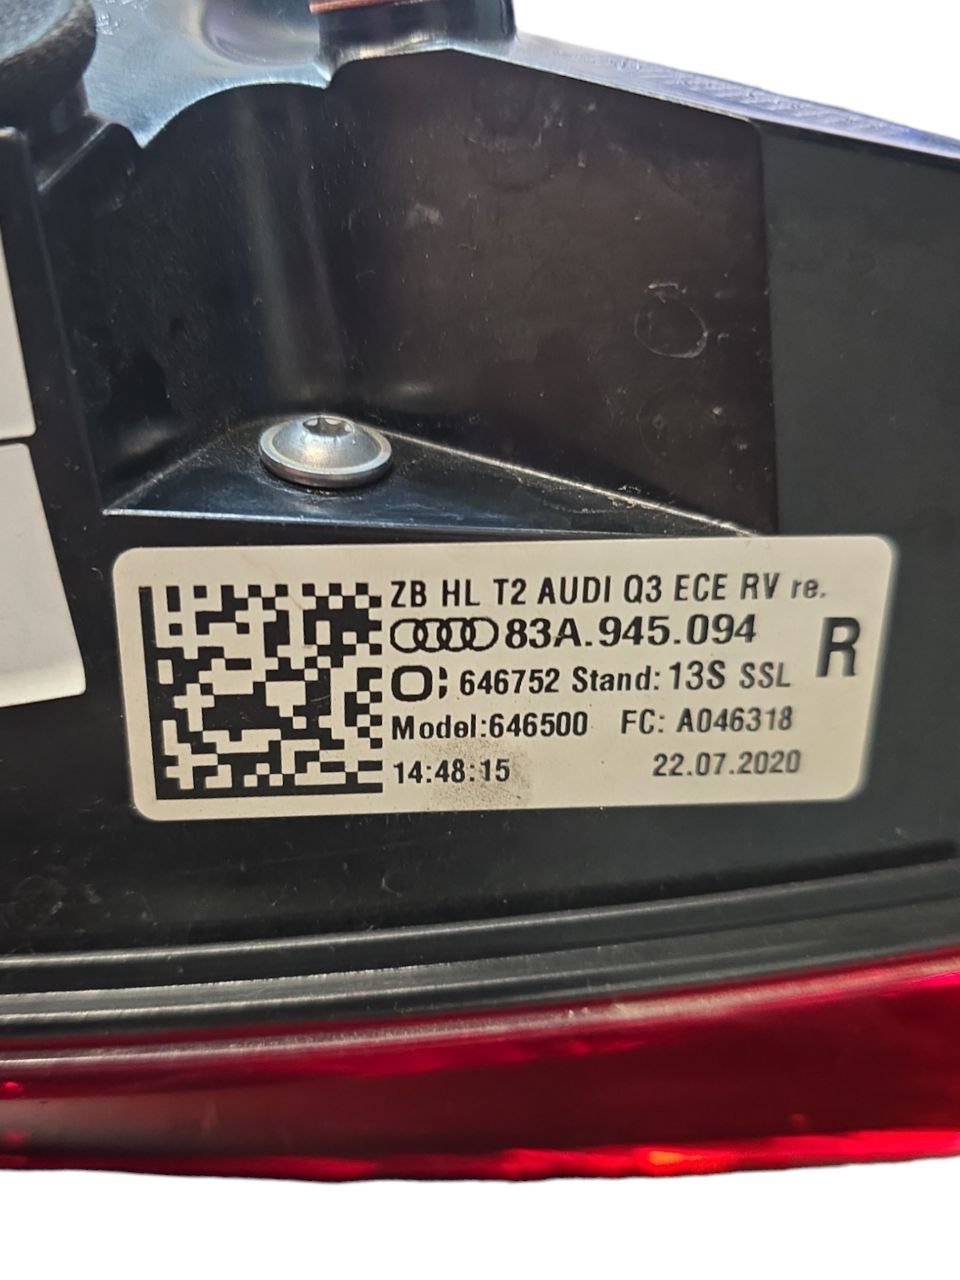 ZB HL T2 AUDI Q3 ECE RV re.
83A.945.094
R
646752 Stand: 13S SSL
Model:646500 FC: A046318
14:48:15 22.07.2020